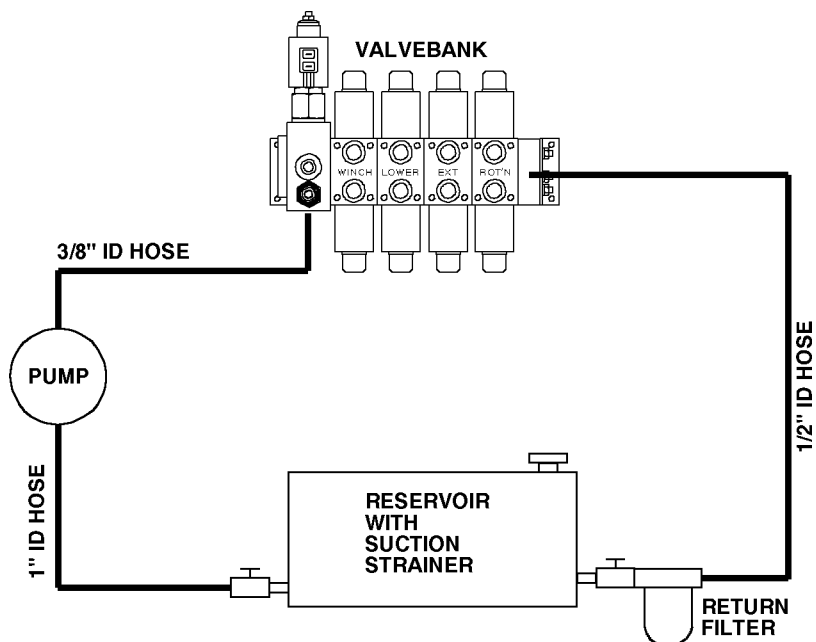 VALVEBANK
WINCH LOWER EXT ROT'N
3/8" ID HOSE
PUMP
1/2" ID HOSE
1" ID HOSE
RESERVOIR
WITH
SUCTION
STRAINER
RETURN
FILTER